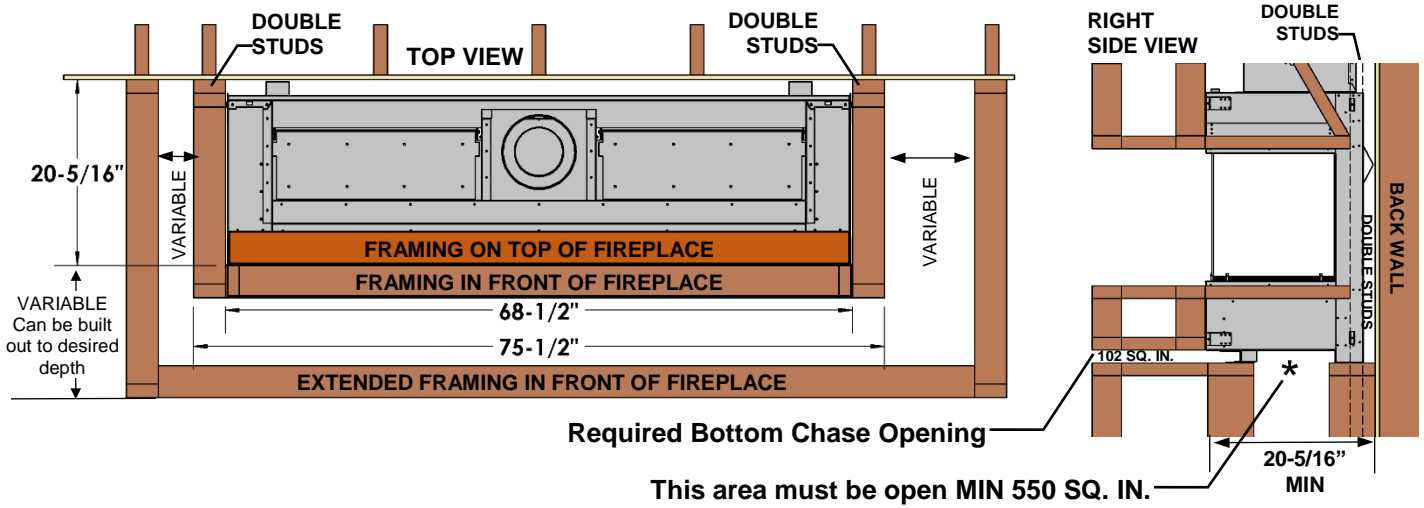 DOUBLE
STUDS
TOP VIEW
DOUBLE
STUDS
20-5/16"
VARIABLE
VARIABLE
FRAMING ON TOP OF FIREPLACE
FRAMING IN FRONT OF FIREPLACE
68-1/2"
75-1/2"
VARIABLE
Can be built
out to desired
depth
EXTENDED FRAMING IN FRONT OF FIREPLACE
RIGHT
SIDE VIEW
DOUBLE
STUDS
DOUBLE STUDS
BACK WALL
102 SQ. IN.
*
Required Bottom Chase Opening
20-5/16”
MIN
This area must be open MIN 550 SQ. IN.